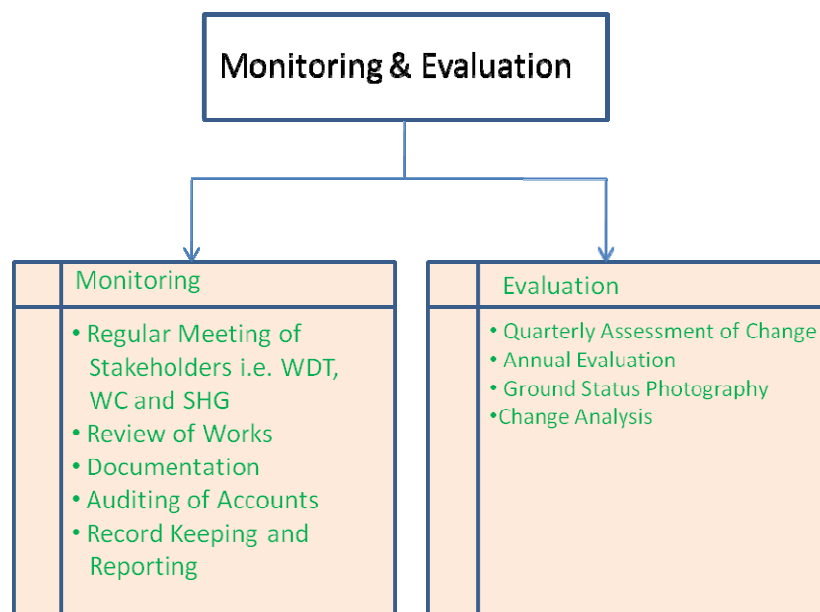 Monitoring & Evaluation
Monitoring
• Regular Meeting of
Stakeholders i.e. WDT,
WC and SHG
• Review of Works
• Documentation
• Auditing of Accounts
• Record Keeping and
Reporting
Evaluation
• Quarterly Assessment of Change
• Annual Evaluation
• Ground Status Photography
•Change Analysis